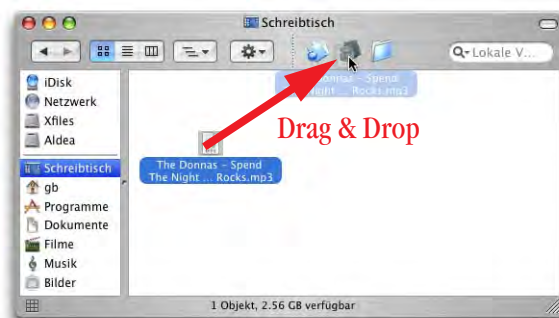 Schreibtisch
Lokale V...
iDisk
Netzwerk
Xfiles
Aldea
Schreibtisch
gb
Programme
Dokumente
Filme
Musik
Bilder
Donnas – Spend
The Night ... Rocks.mp3
Drag & Drop
The Donnas – Spend
The Night ... Rocks.mp3
1 Objekt, 2.56 GB verfügbar